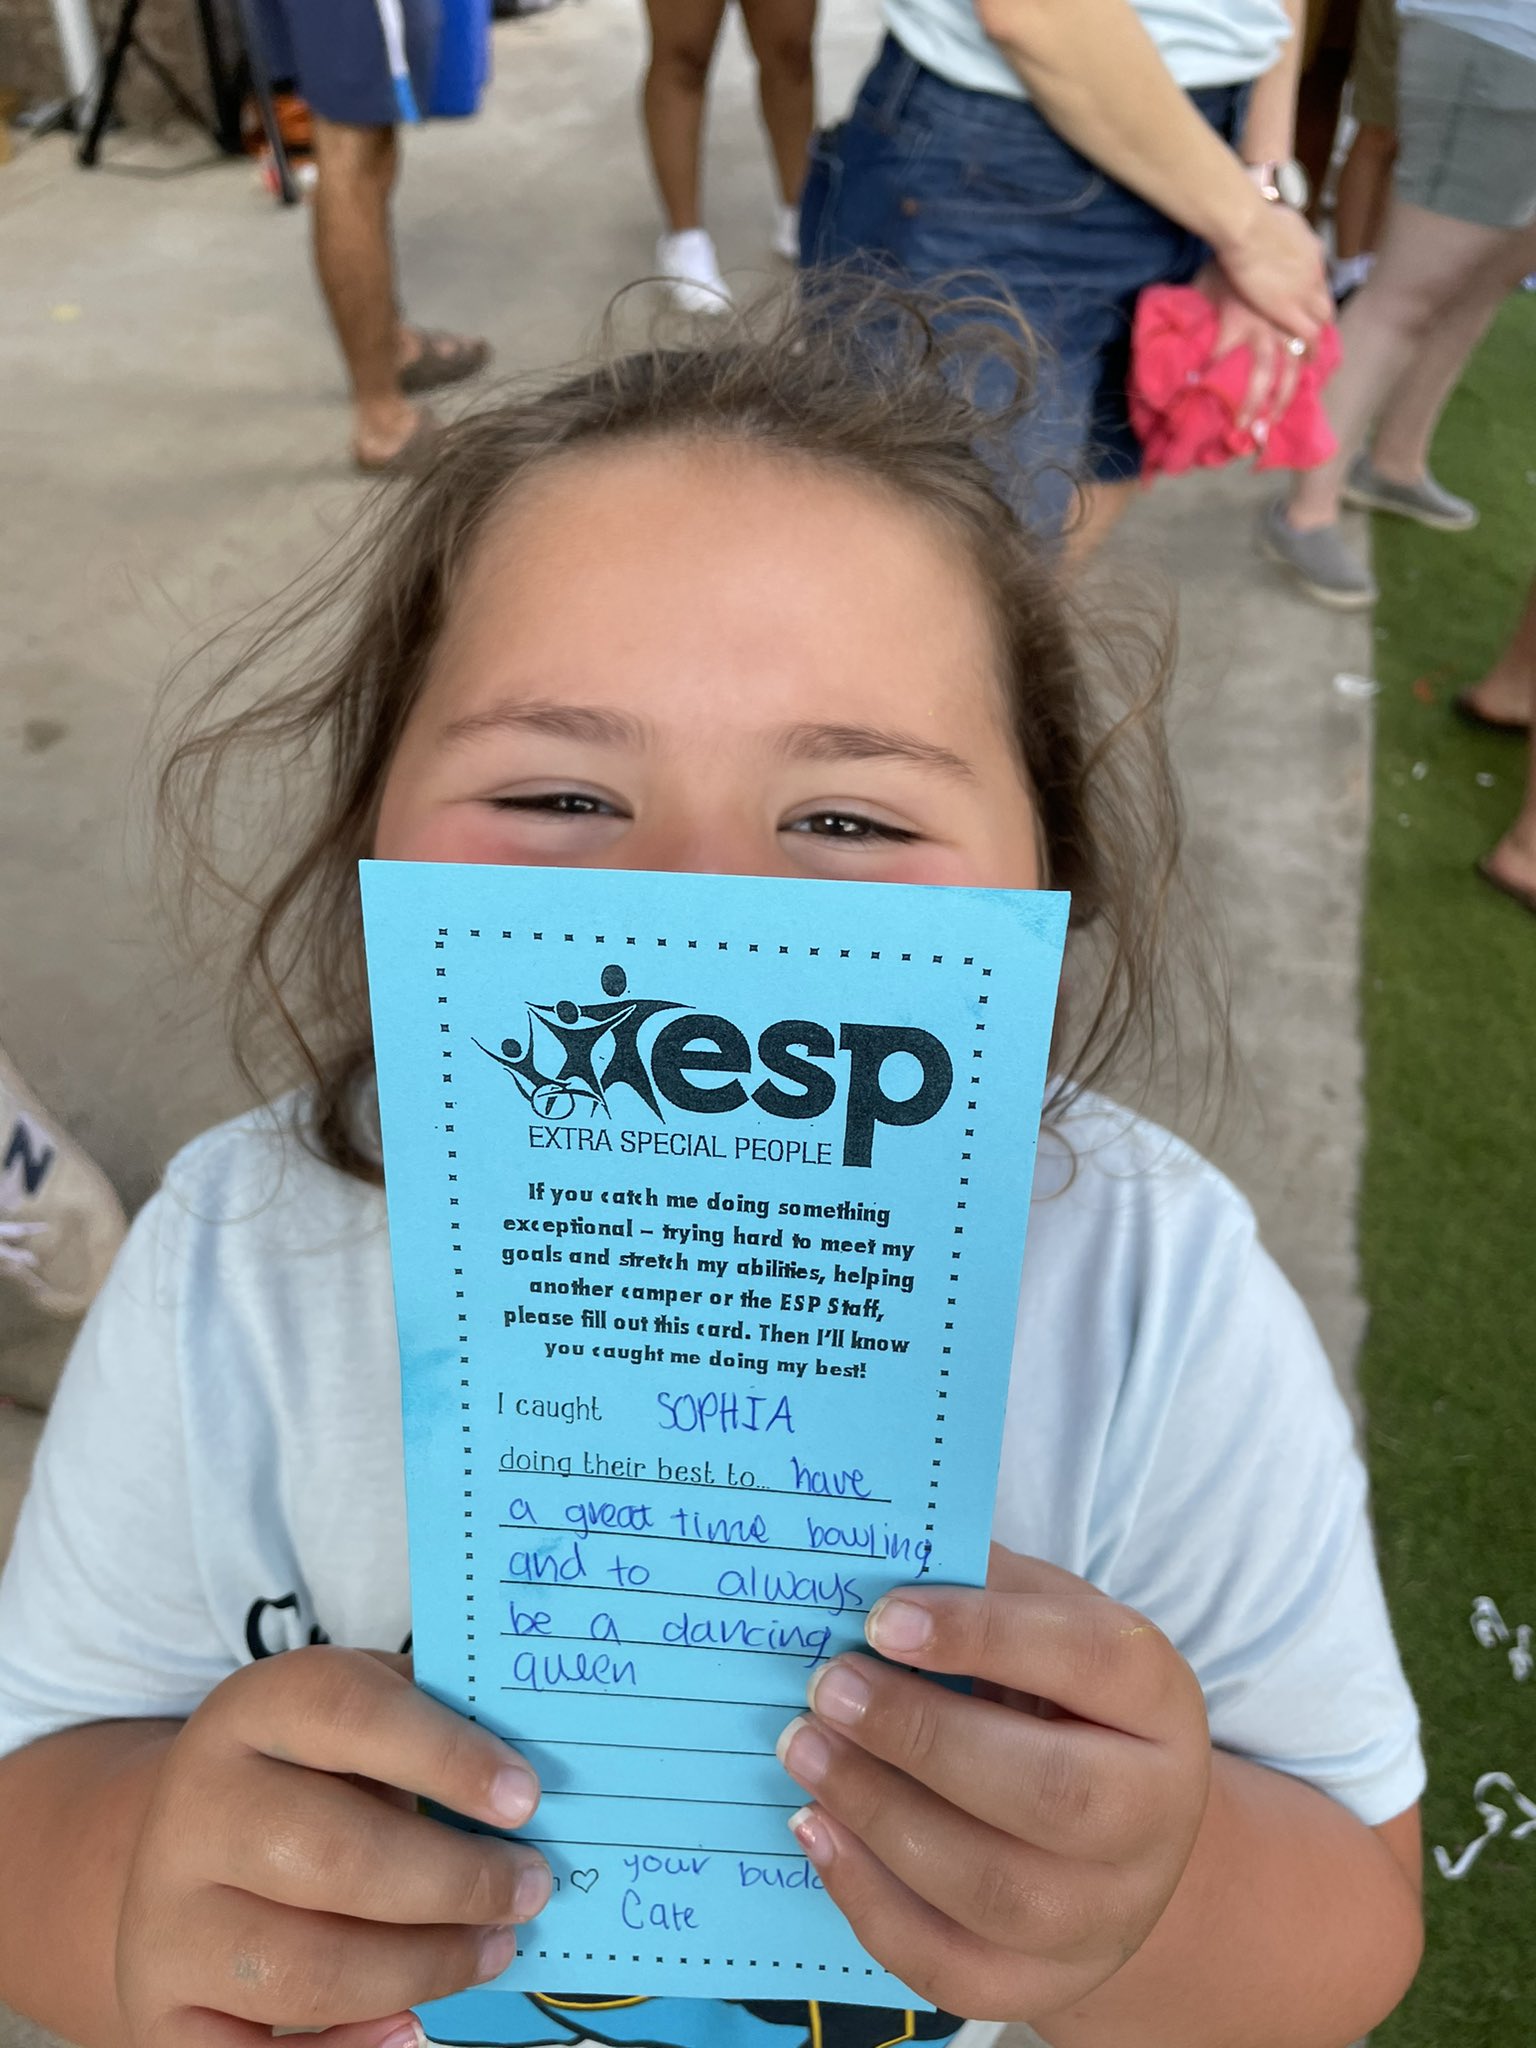 esp
EXTRA SPECIAL PEOPLE
If you catch me doing something
exceptional – trying hard to meet my
goals and stretch my abilities, helping
another camper or the ESP Staff,
please fill out this card. Then I'll know
you caught me doing my best!
I caught SOPHIA
doing their best to... have
a great time bowling
and to always
be a dancing
queen
♡ your
Cate
N